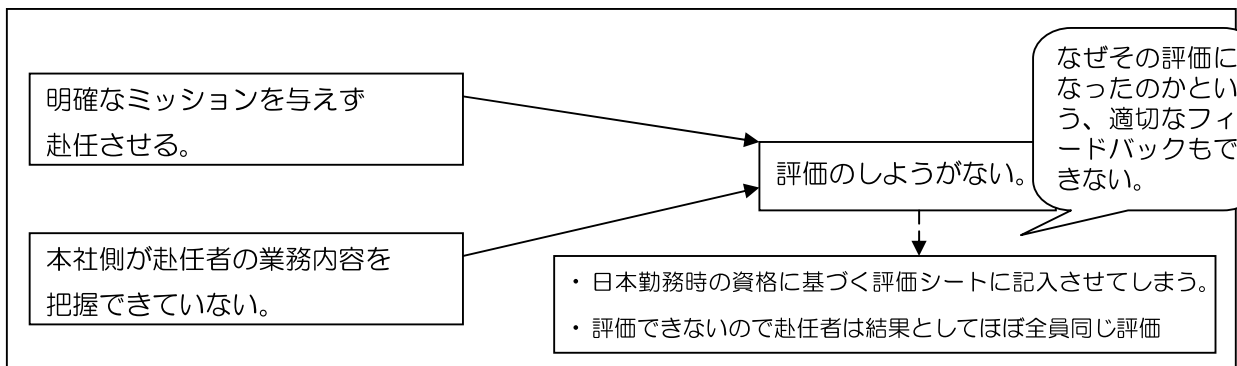 明確なミッションを与えず
赴任させる。
本社側が赴任者の業務内容を
把握できていない。
評価のしようがない。
なぜその評価に
なったのかとい
う、適切なフィ
ードバックもで
きない。
・ 日本勤務時の資格に基づく評価シートに記入させてしまう。
・ 評価できないので赴任者は結果としてほぼ全員同じ評価